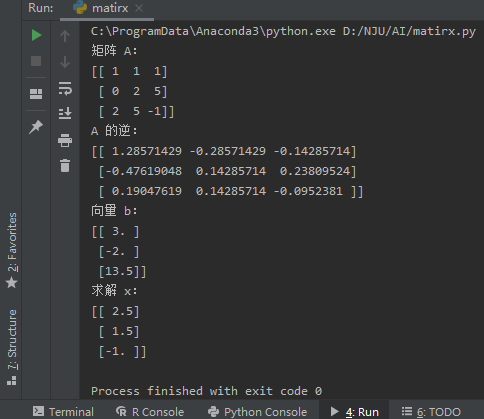 Run:
matirx
C:\ProgramData\Anaconda3\python.exe D:/NJU/AI/matirx.py
矩阵 A:
[[ 1  1  1]
 [ 0  2  5]
 [ 2  5 -1]]
A 的逆:
[[ 1.28571429 -0.28571429 -0.14285714]
 [-0.47619048  0.14285714  0.23809524]
 [ 0.19047619  0.14285714 -0.0952381 ]]
向量 b:
[[ 3. ]
 [-2. ]
 [13.5]]
求解 x:
[[ 2.5]
 [ 1.5]
 [-1. ]]
Process finished with exit code 0
2: Favorites
7: Structure
Terminal
R Console
Python Console
4: Run
6: TODO